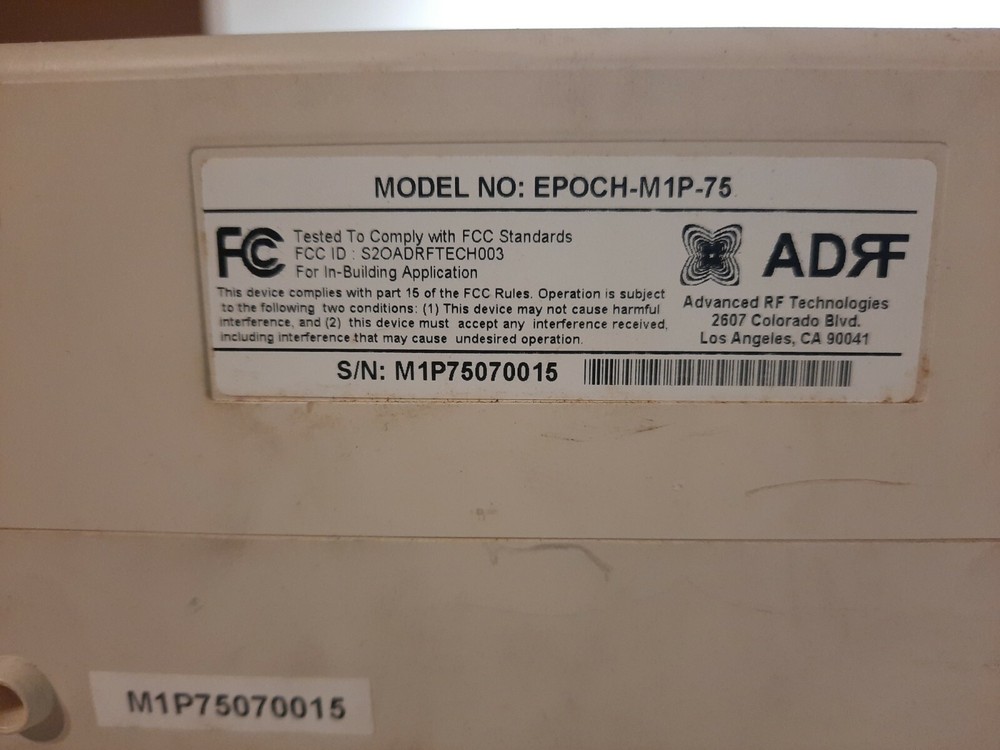 MODEL NO: EPOCH-M1P-75
FC
Tested To Comply with FCC Standards
FCC ID : S2OADRFTECH003
For In-Building Application
This device complies with part 15 of the FCC Rules. Operation is subject
to the following two conditions: (1) This device may not cause harmful
interference, and (2) this device must accept any interference received,
including interference that may cause undesired operation.
ADRF
Advanced RF Technologies
2607 Colorado Blvd.
Los Angeles, CA 90041
S/N: M1P75070015
M1P75070015